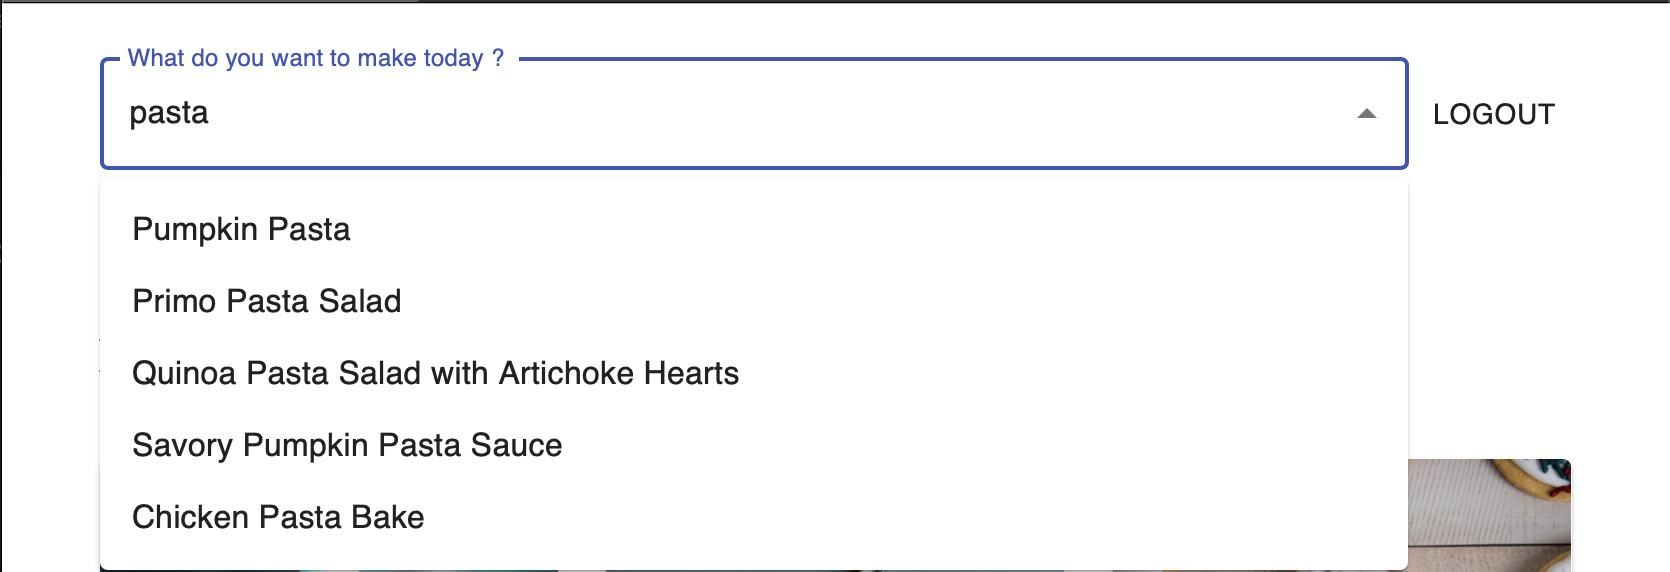 What do you want to make today ?
pasta
LOGOUT
Pumpkin Pasta
Primo Pasta Salad
Quinoa Pasta Salad with Artichoke Hearts
Savory Pumpkin Pasta Sauce
Chicken Pasta Bake